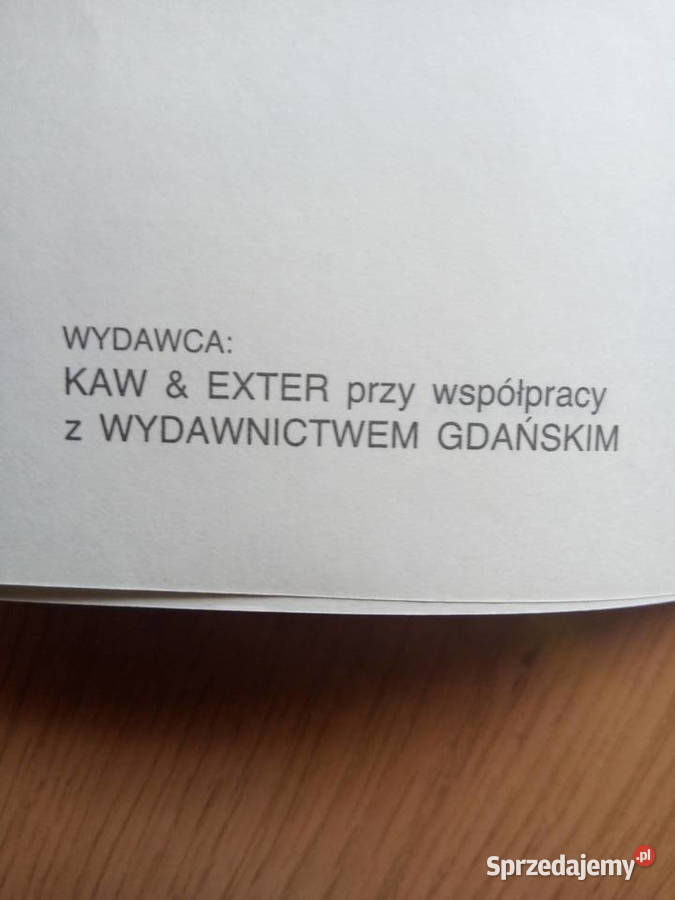 WYDAWCA:
KAW & EXTER przy współpracy
z WYDAWNICTWEM GDAŃSKIM
Sprzedajemy.pl